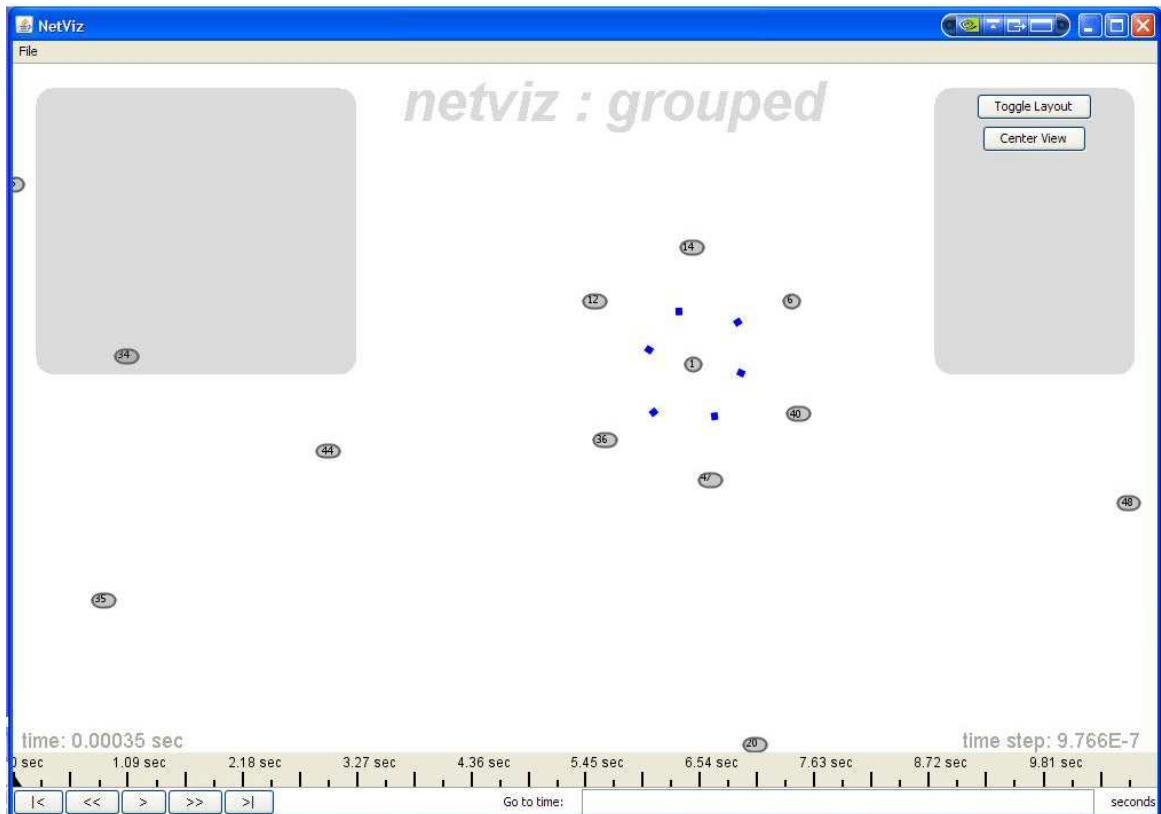 NetViz
File
netviz : grouped
Toggle Layout
Center View
14
12
6
34
1
40
36
44
47
48
35
20
time: 0.00035 sec
time step: 9.766E-7
0 sec 1.09 sec 2.18 sec 3.27 sec 4.36 sec 5.45 sec 6.54 sec 7.63 sec 8.72 sec 9.81 sec
|< << > >> >| Go to time: seconds